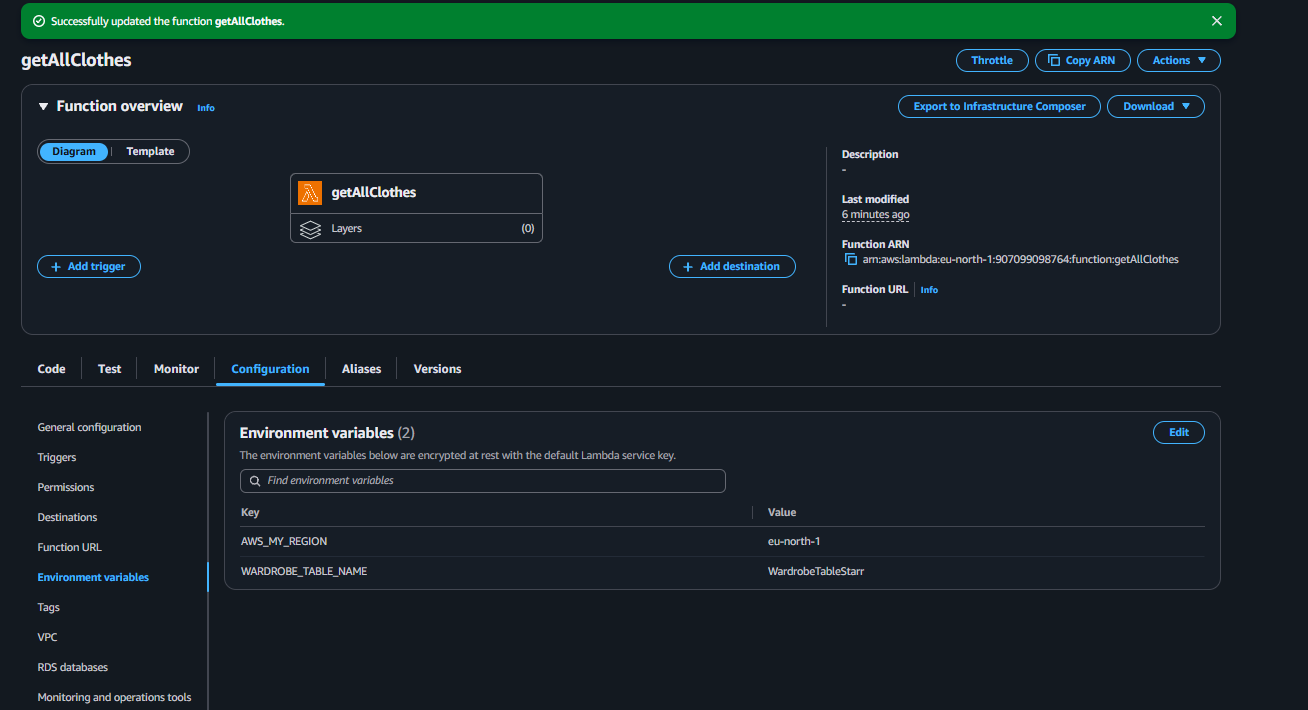 Successfully updated the function getAllClothes.
getAllClothes
Throttle
Copy ARN
Actions
Function overview
Info
Export to Infrastructure Composer
Download
Diagram
Template
getAllClothes
Layers
(0)
+ Add trigger
+ Add destination
Description
-
Last modified
6 minutes ago
Function ARN
arn:aws:lambda:eu-north-1:907099098764:function:getAllClothes
Function URL
Info
-
Code
Test
Monitor
Configuration
Aliases
Versions
General configuration
Triggers
Permissions
Destinations
Function URL
Environment variables
Tags
VPC
RDS databases
Monitoring and operations tools
Environment variables (2)
Edit
The environment variables below are encrypted at rest with the default Lambda service key.
Find environment variables
Key
Value
AWS_MY_REGION
eu-north-1
WARDROBE_TABLE_NAME
WardrobeTableStarr